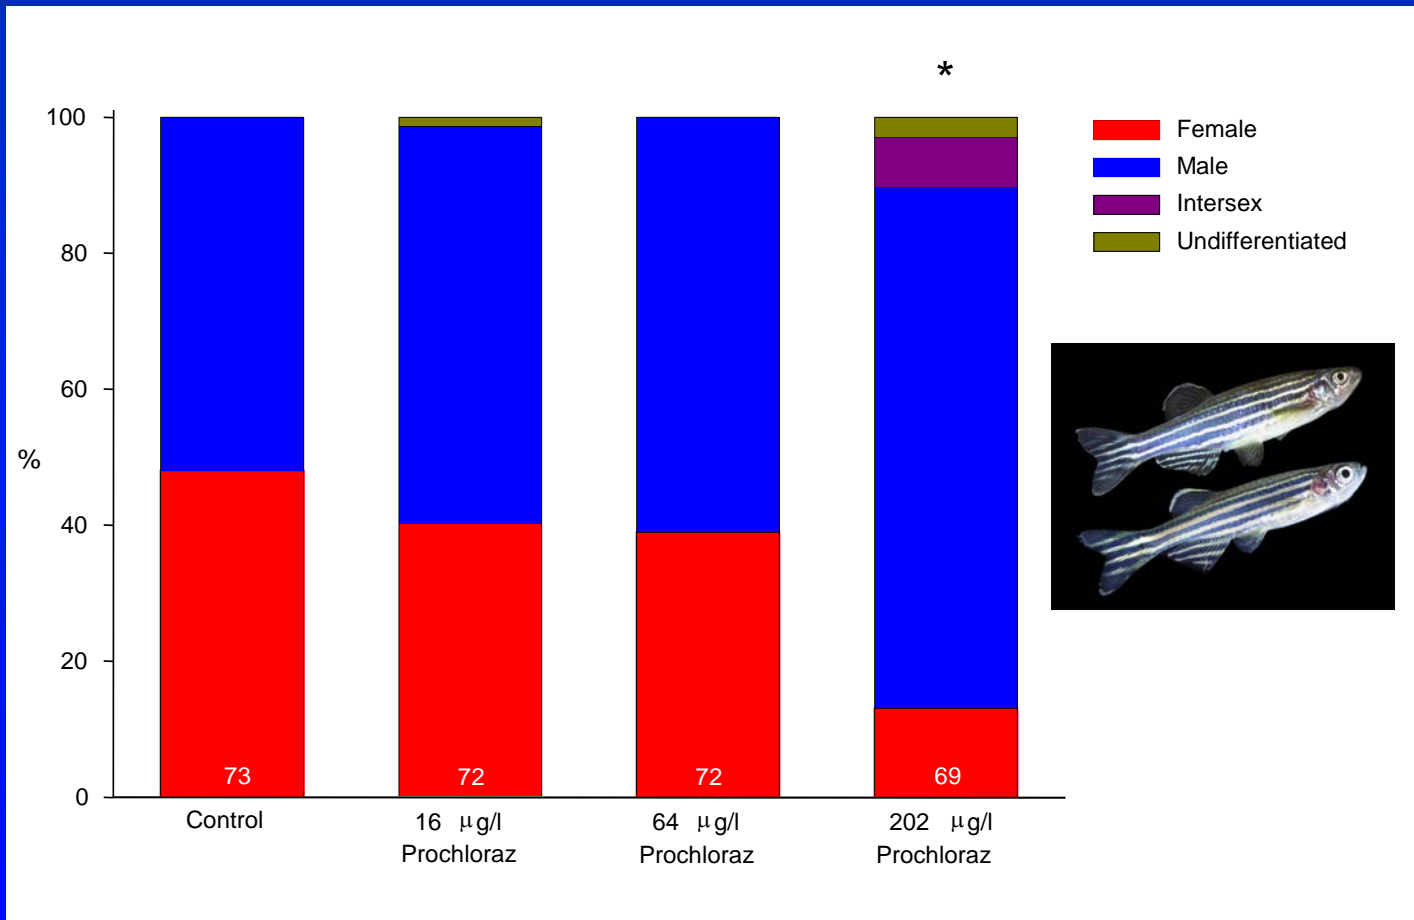 *
100
80
60
40
20
0
%
73
72
72
69
Control
16 μg/l
Prochloraz
64 μg/l
Prochloraz
202 μg/l
Prochloraz
Female
Male
Intersex
Undifferentiated